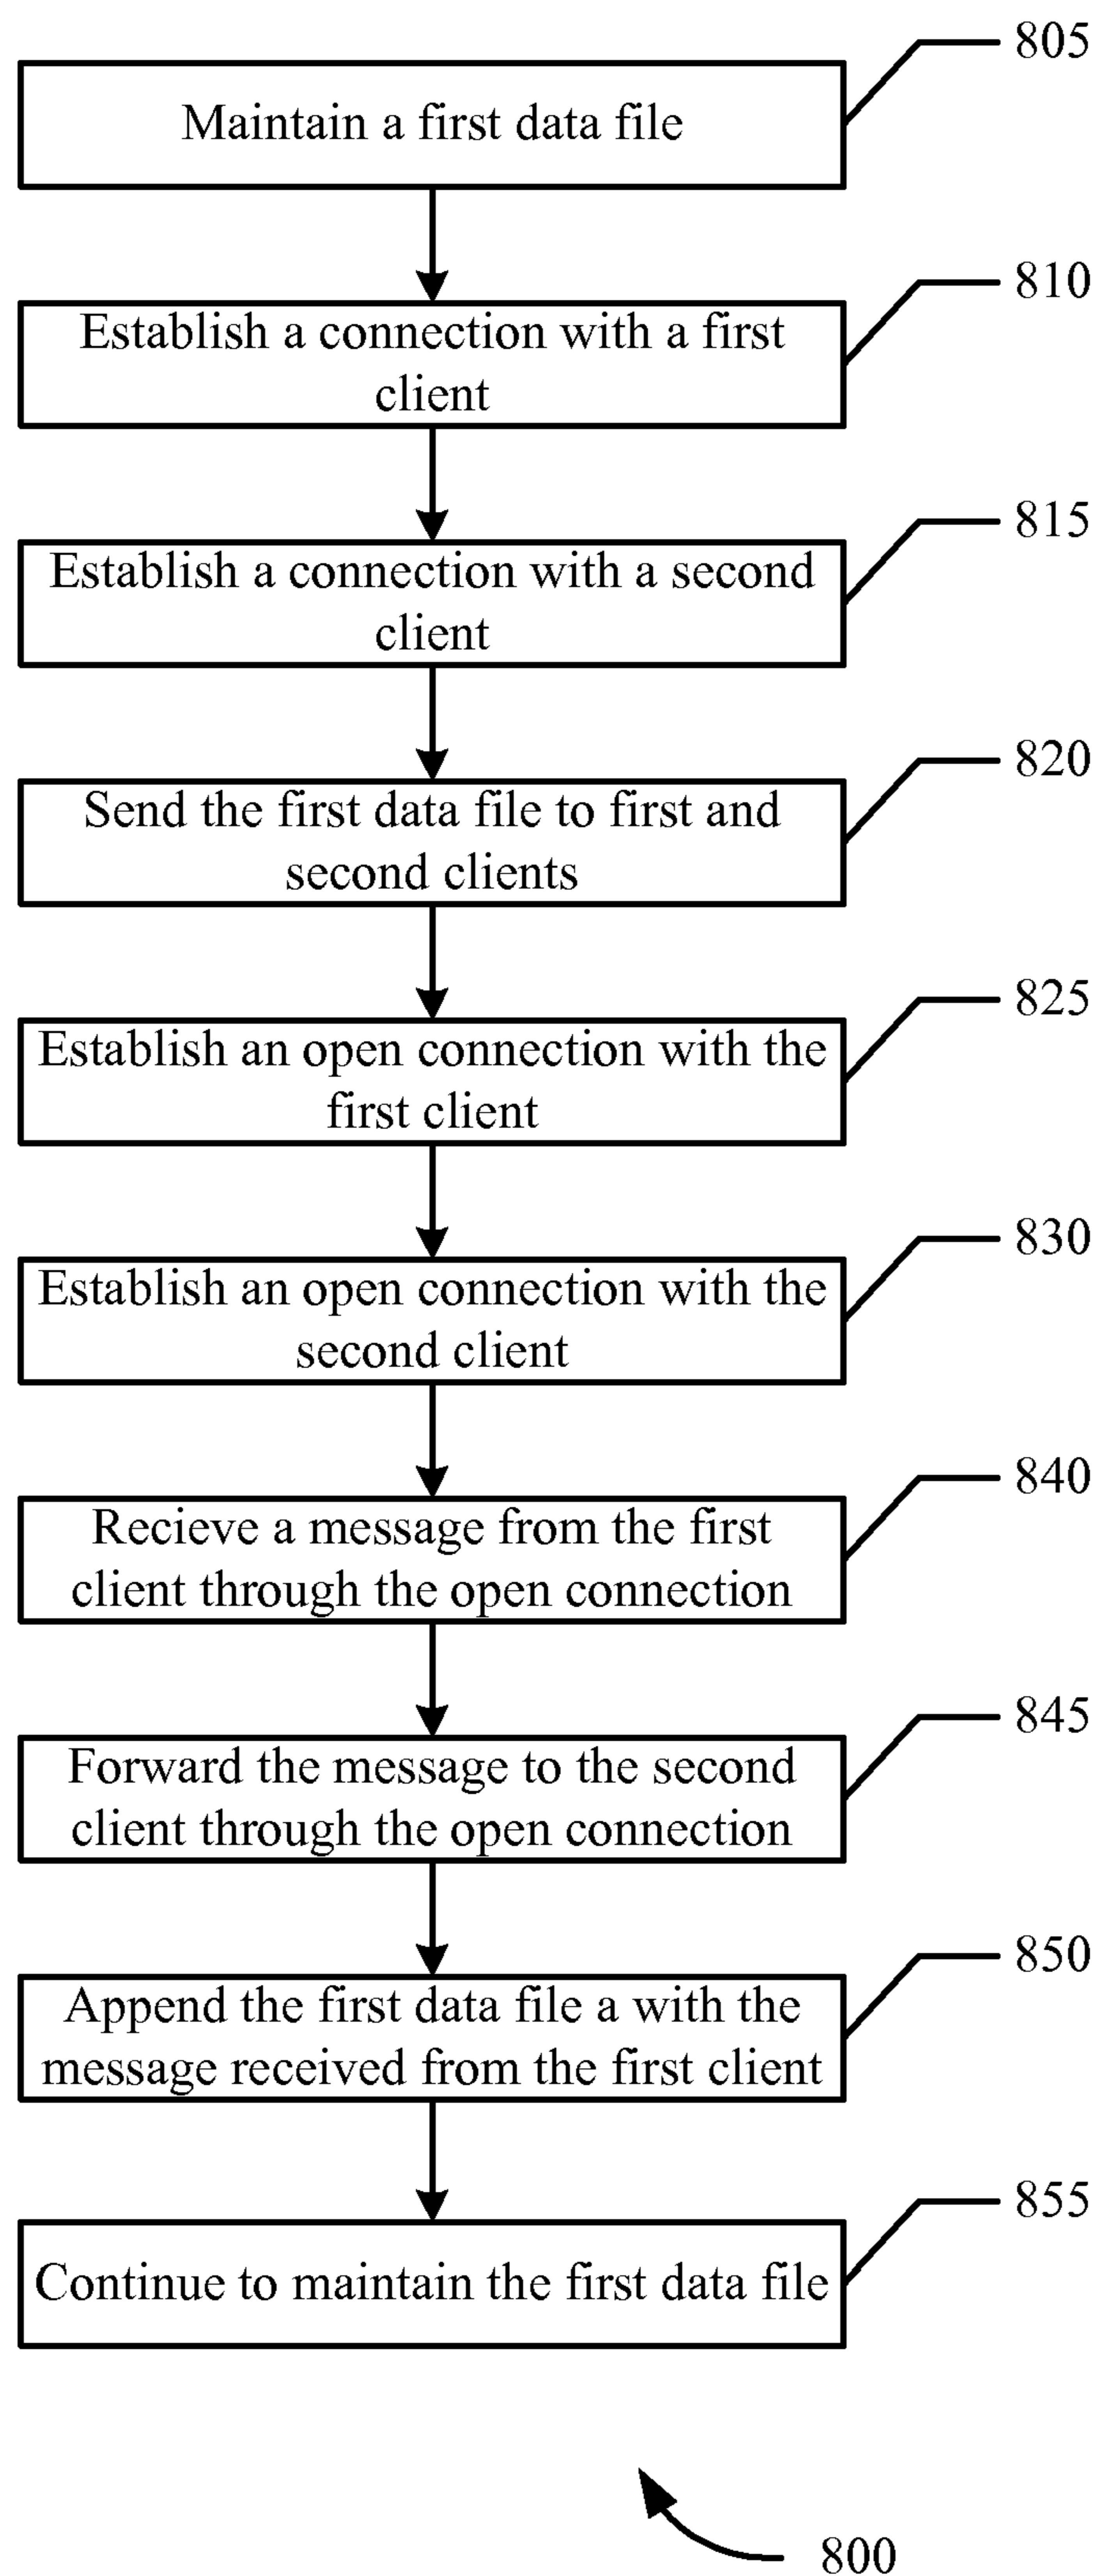 805
Maintain a first data file
810
Establish a connection with a first
client
815
Establish a connection with a second
client
820
Send the first data file to first and
second clients
825
Establish an open connection with the
first client
830
Establish an open connection with the
second client
840
Recieve a message from the first
client through the open connection
845
Forward the message to the second
client through the open connection
850
Append the first data file a with the
message received from the first client
855
Continue to maintain the first data file
800